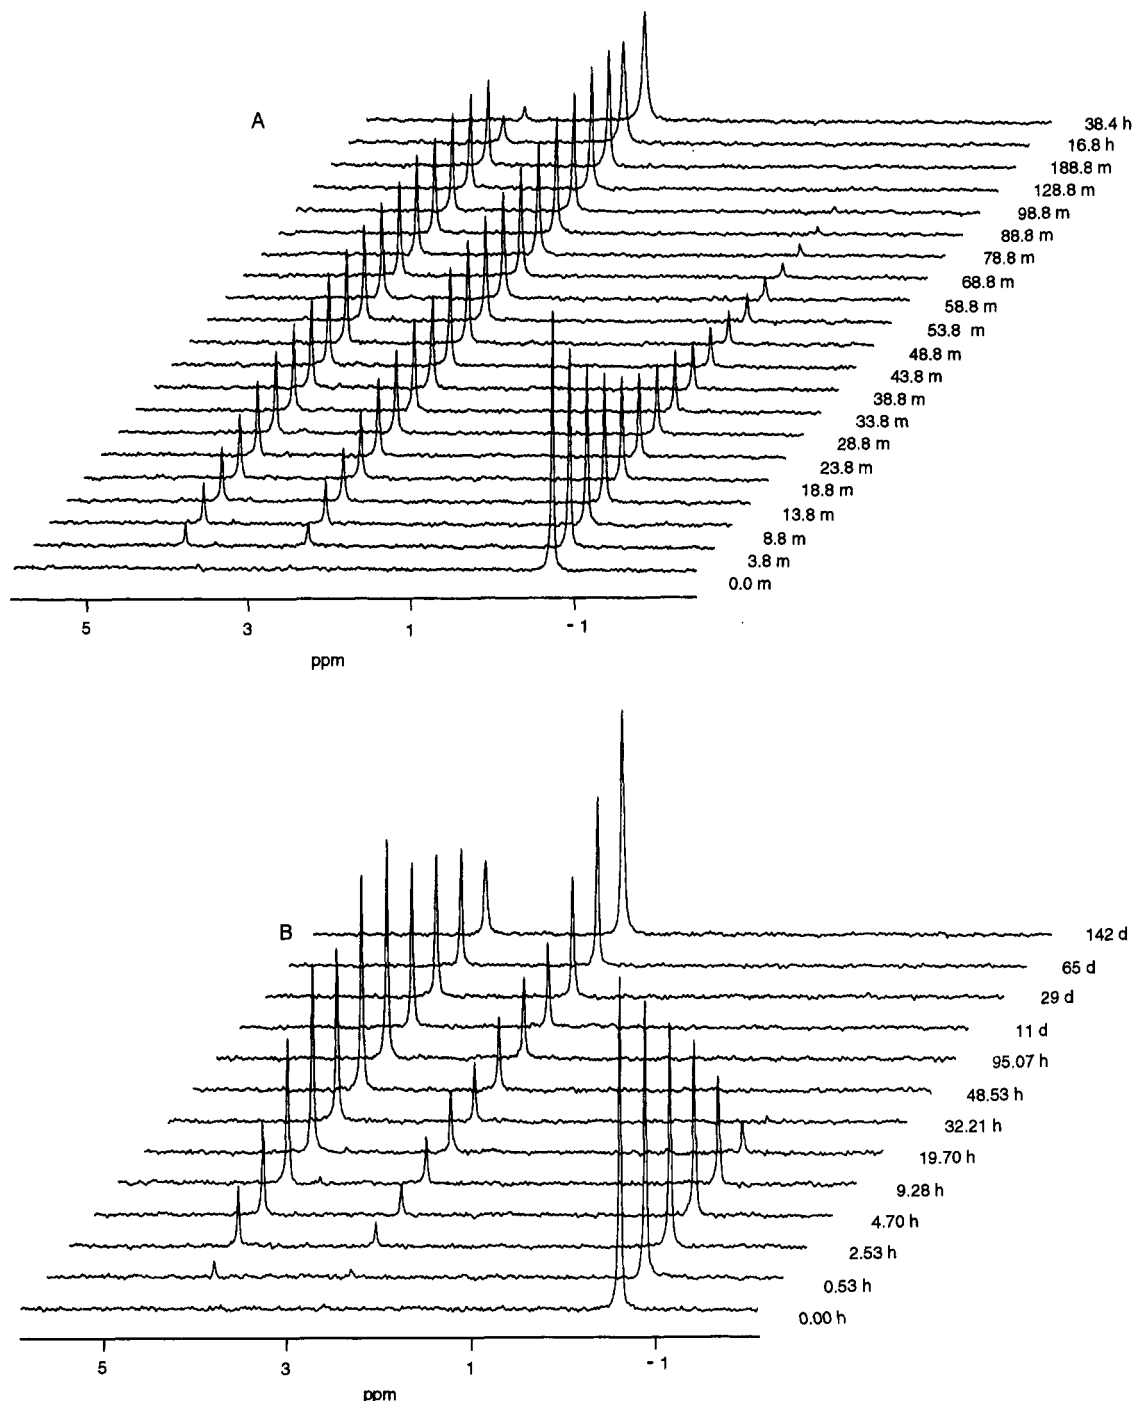 A
38.4 h
16.8 h
188.8 m
128.8 m
98.8 m
88.8 m
78.8 m
68.8 m
58.8 m
53.8 m
48.8 m
43.8 m
38.8 m
33.8 m
28.8 m
23.8 m
18.8 m
13.8 m
8.8 m
3.8 m
0.0 m
5 3 1 -1
ppm
B
142 d
65 d
29 d
11 d
95.07 h
48.53 h
32.21 h
19.70 h
9.28 h
4.70 h
2.53 h
0.53 h
0.00 h
5 3 1 -1
ppm